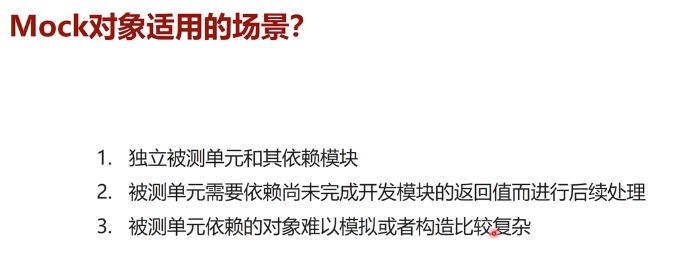 Mock对象适用的场景?
1. 独立被测单元和其依赖模块
2. 被测单元需要依赖尚未完成开发模块的返回值而进行后续处理
3. 被测单元依赖的对象难以模拟或者构造比较复杂